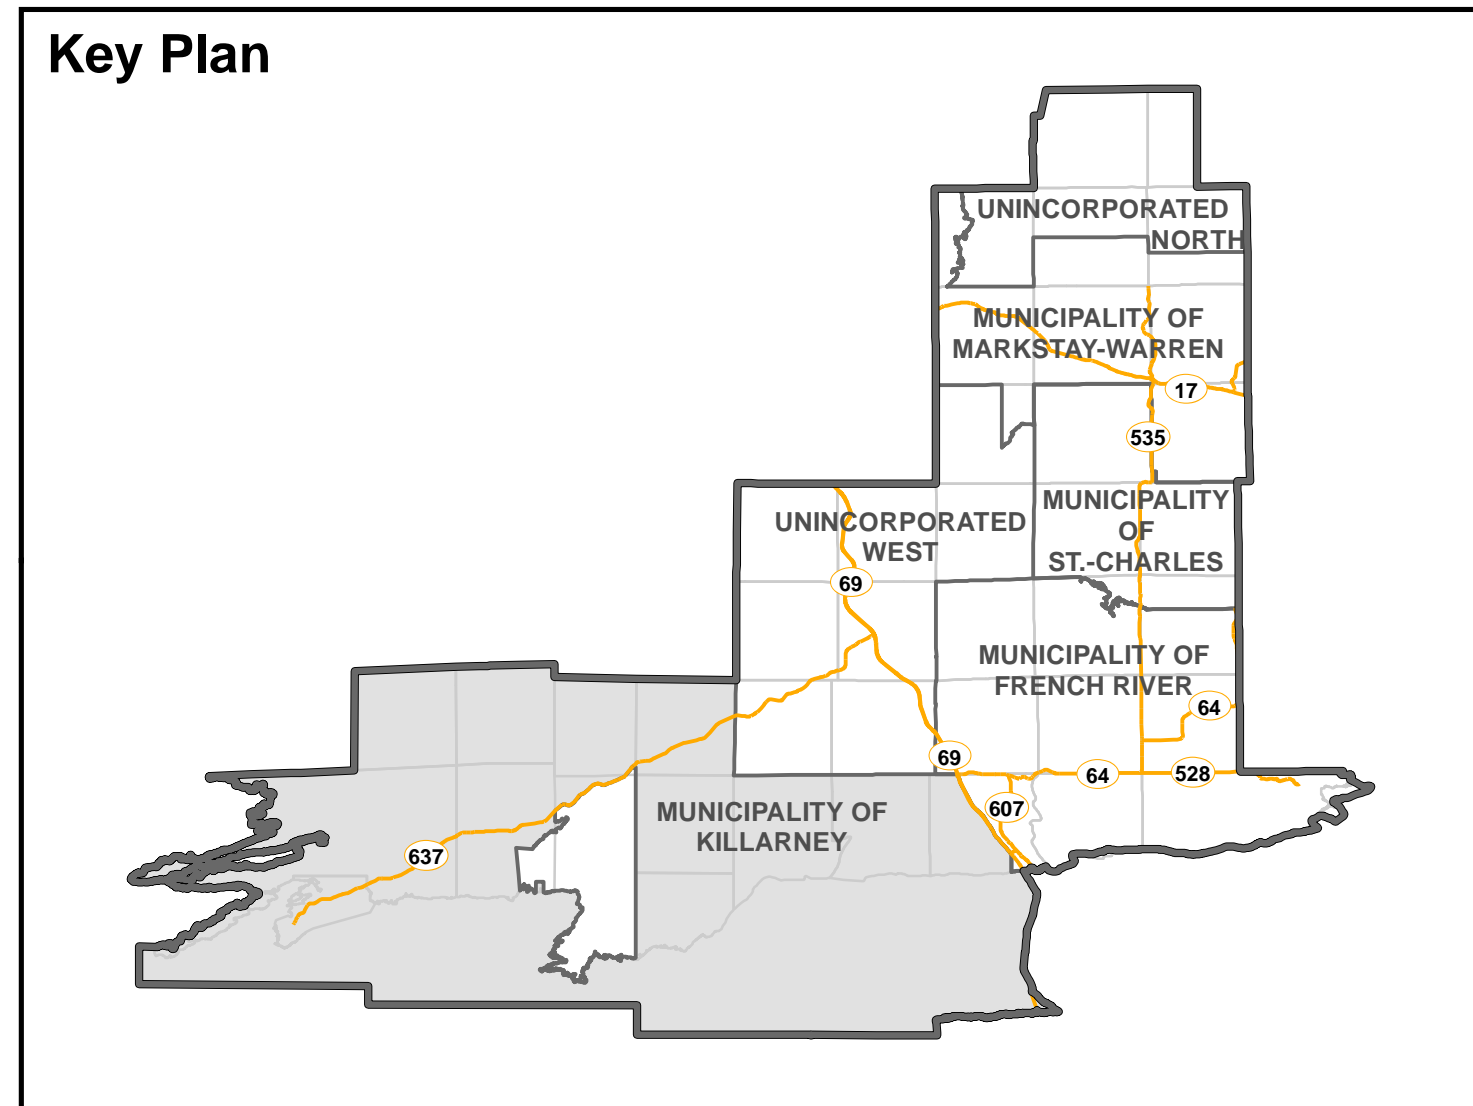 Key Plan
UNINCORPORATED
NORTH
MUNICIPALITY OF
MARKSTAY-WARREN
17
535
MUNICIPALITY
OF
ST.-CHARLES
UNINCORPORATED
WEST
69
MUNICIPALITY OF
FRENCH RIVER
64
69
64
528
607
MUNICIPALITY OF
KILLARNEY
637